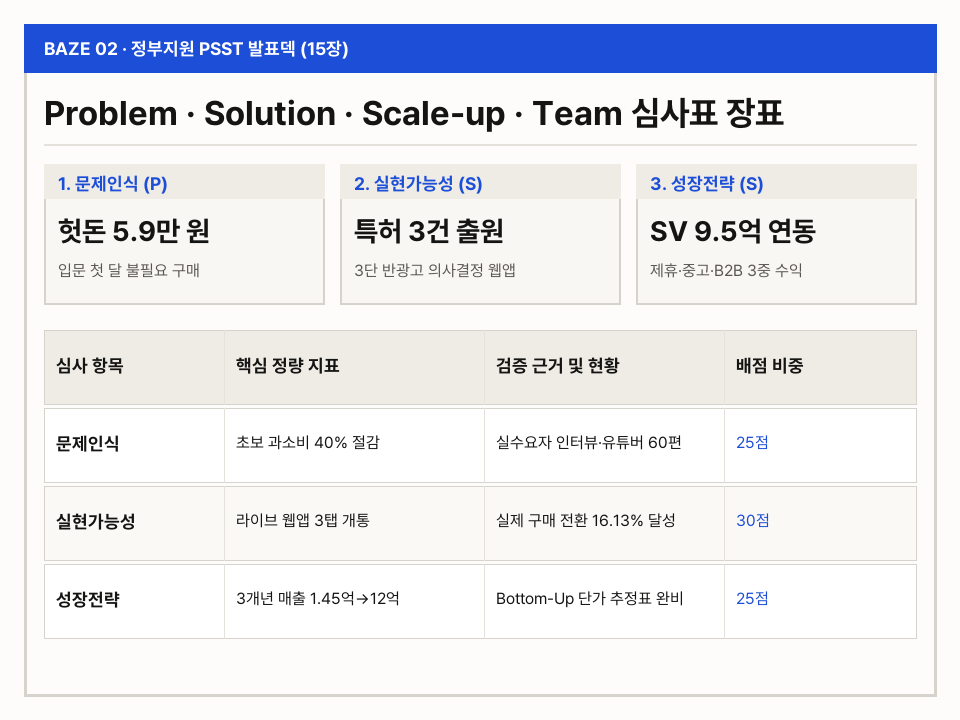 BAZE 02 · 정부지원 PSST 발표덱 (15장)
Problem · Solution · Scale-up · Team 심사표 장표
1. 문제인식 (P)
헛돈 5.9만 원
입문 첫 달 불필요 구매
2. 실현가능성 (S)
특허 3건 출원
3단 반광고 의사결정 웹앱
3. 성장전략 (S)
SV 9.5억 연동
제휴·중고·B2B 3중 수익
심사 항목 핵심 정량 지표 검증 근거 및 현황 배점 비중
문제인식 초보 과소비 40% 절감 실수요자 인터뷰·유튜버 60편 25점
실현가능성 라이브 웹앱 3탭 개통 실제 구매 전환 16.13% 달성 30점
성장전략 3개년 매출 1.45억→12억 Bottom-Up 단가 추정표 완비 25점